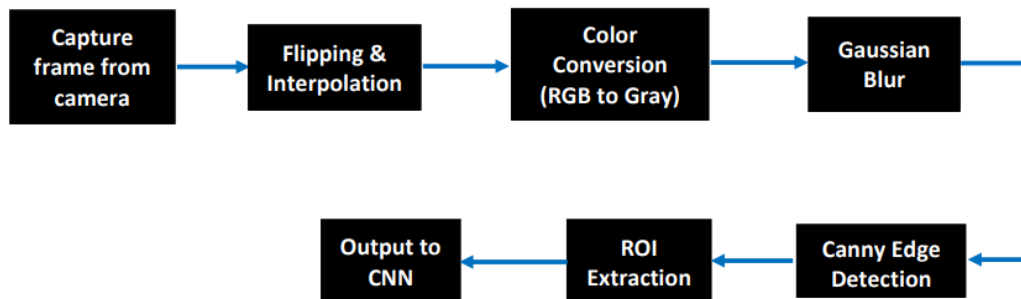 Capture
frame from
camera
Flipping &
Interpolation
Color
Conversion
(RGB to Gray)
Gaussian
Blur
Canny Edge
Detection
ROI
Extraction
Output to
CNN